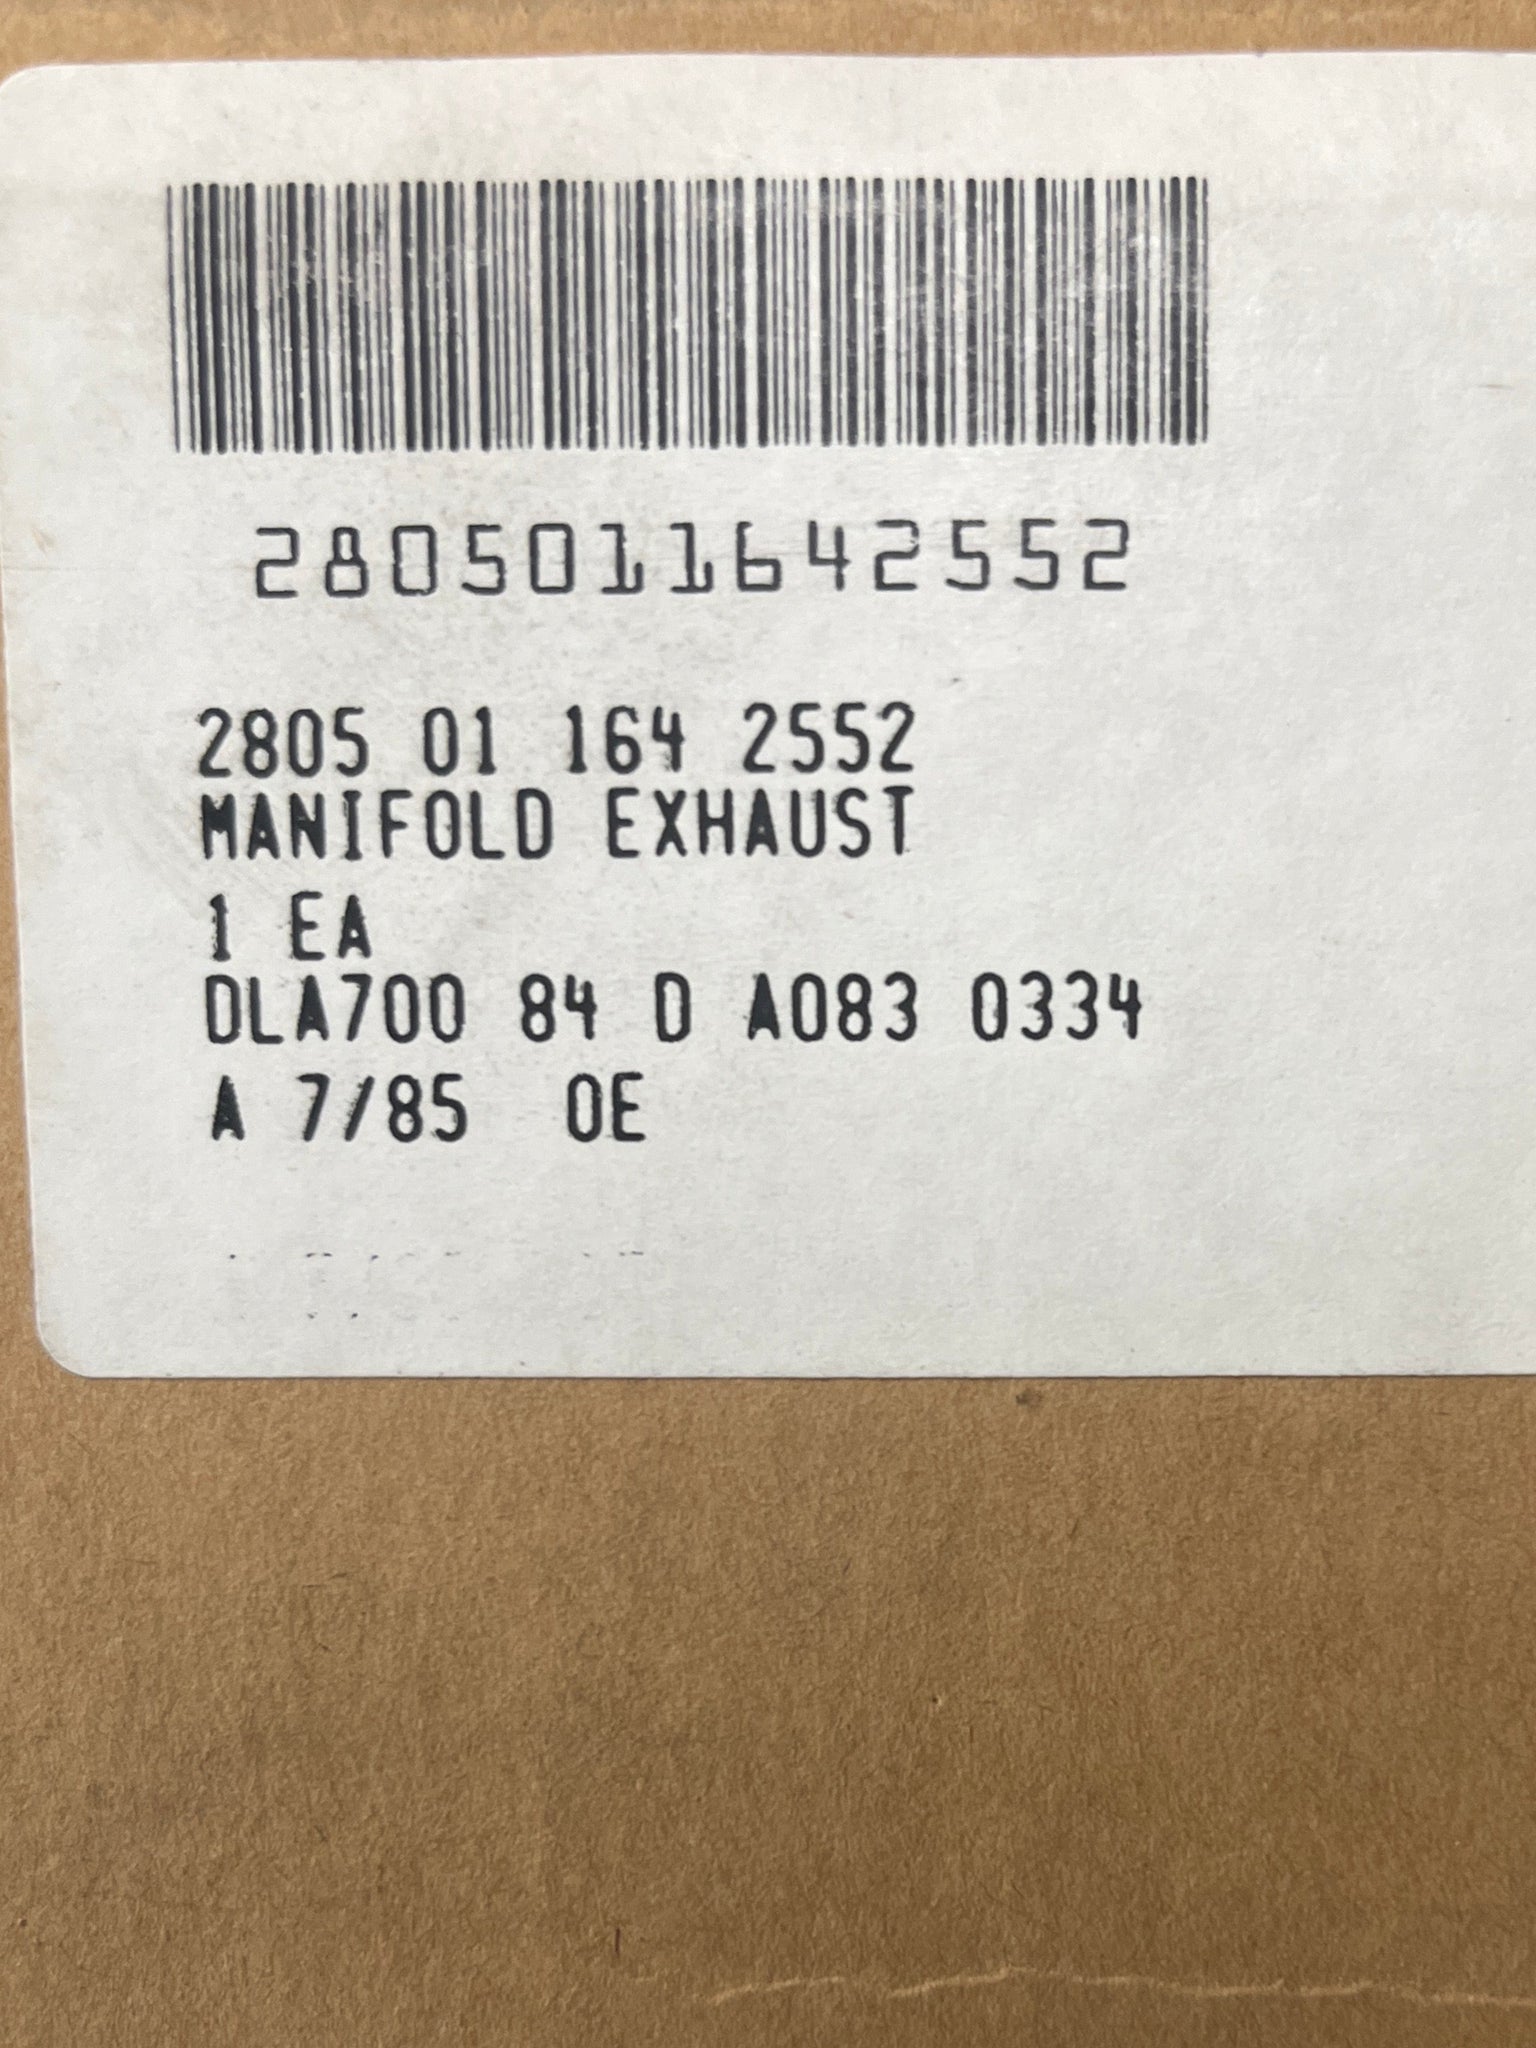 2805011642552
2805 01 164 2552
MANIFOLD EXHAUST
1 EA
DLA700 84 D A083 0334
A 7/85 OE